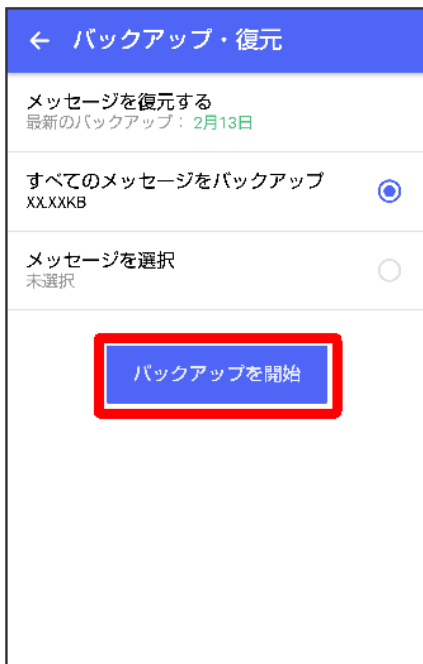 ← バックアップ・復元
メッセージを復元する
最新のバックアップ： 2月13日
すべてのメッセージをバックアップ
XX.XXKB
メッセージを選択
未選択
バックアップを開始